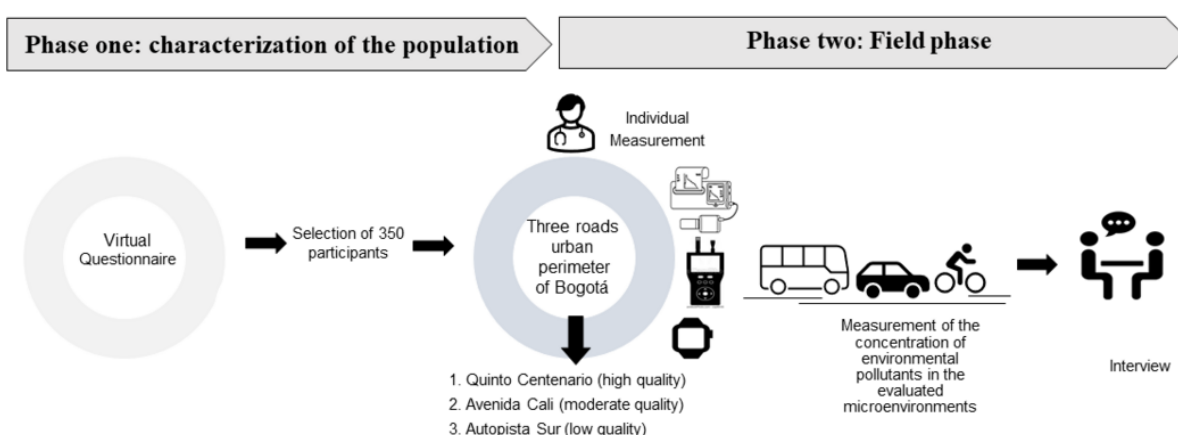 Phase one: characterization of the population
Phase two: Field phase
Individual
Measurement
Virtual
Questionnaire
Selection of 350
participants
Three roads
urban
perimeter
of Bogotá
1. Quinto Centenario (high quality)
2. Avenida Cali (moderate quality)
3. Autopista Sur (low quality)
Measurement of the
concentration of
environmental
pollutants in the
evaluated
microenvironments
Interview